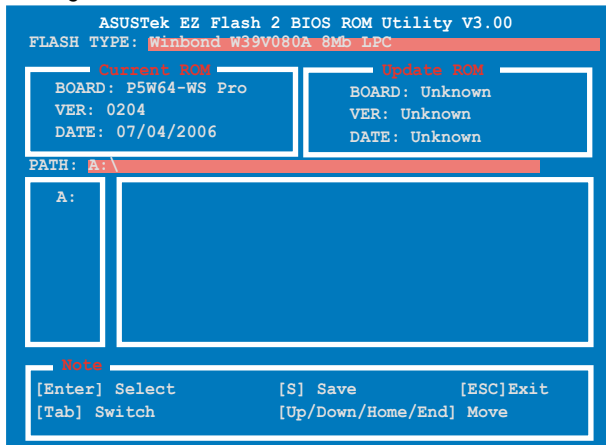 ASUSTek EZ Flash 2 BIOS ROM Utility V3.00
FLASH TYPE: Winbond W39V080A 8Mb LPC
Current ROM
BOARD: P5W64-WS Pro
VER: 0204
DATE: 07/04/2006
Update ROM
BOARD: Unknown
VER: Unknown
DATE: Unknown
PATH: A:\
A:
Note
[Enter] Select [S] Save [ESC]Exit
[Tab] Switch [Up/Down/Home/End] Move